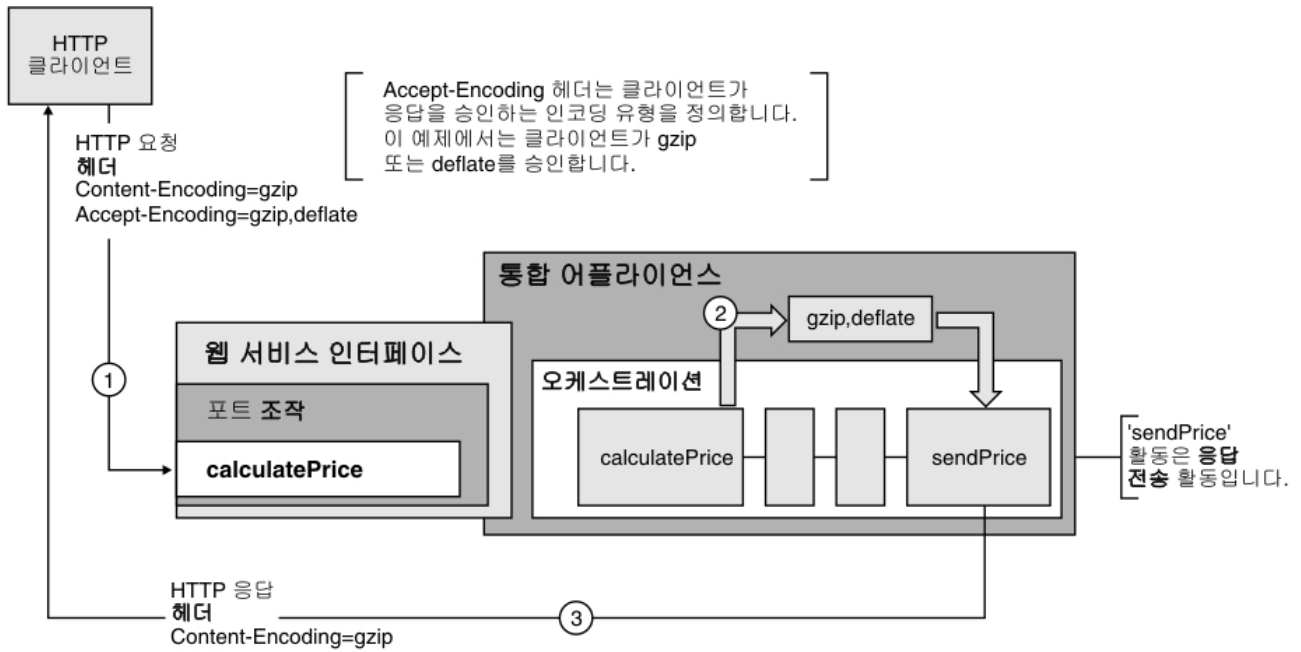 HTTP
클라이언트
Accept-Encoding 헤더는 클라이언트가
응답을 승인하는 인코딩 유형을 정의합니다.
이 예제에서는 클라이언트가 gzip
또는 deflate를 승인합니다.
HTTP 요청
헤더
Content-Encoding=gzip
Accept-Encoding=gzip,deflate
통합 어플라이언스
2
gzip,deflate
웹 서비스 인터페이스
1
오케스트레이션
포트 조작
calculatePrice
calculatePrice
sendPrice
'sendPrice'
활동은 응답
전송 활동입니다.
HTTP 응답
헤더
Content-Encoding=gzip
3